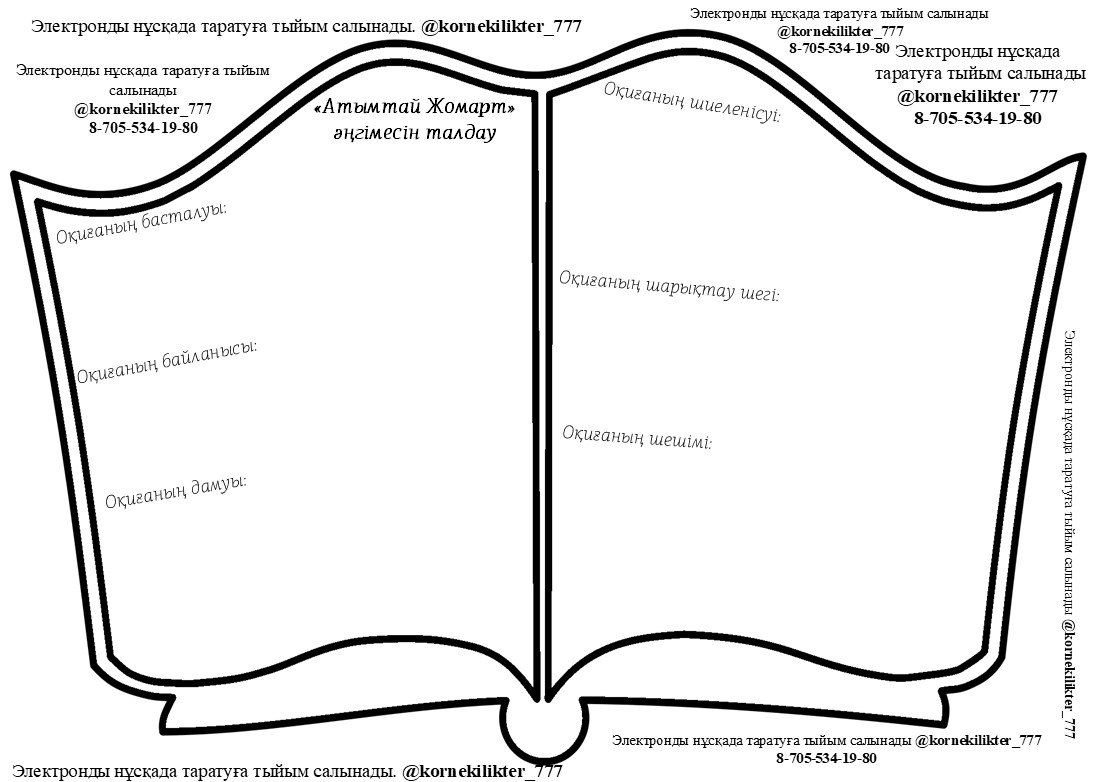 Электронды нұсқада таратуға тыйым салынады. @kornekilikter_777
Электронды нұсқада таратуға тыйым салынады
@kornekilikter_777
8-705-534-19-80
Электронды нұсқада
таратуға тыйым салынады
@kornekilikter_777
8-705-534-19-80
Электронды нұсқада таратуға тыйым
салынады
@kornekilikter_777
8-705-534-19-80
«Атымтай Жомарт»
әңгімесін талдау
Оқиғаның басталуы:
Оқиғаның байланысы:
Оқиғаның дамуы:
Оқиғаның шиеленісуі:
Оқиғаның шарықтау шегі:
Оқиғаның шешімі:
Электронды нұсқада таратуға тыйым салынады @kornekilikter_777
Электронды нұсқада таратуға тыйым салынады @kornekilikter_777
8-705-534-19-80
Электронды нұсқада таратуға тыйым салынады. @kornekilikter_777